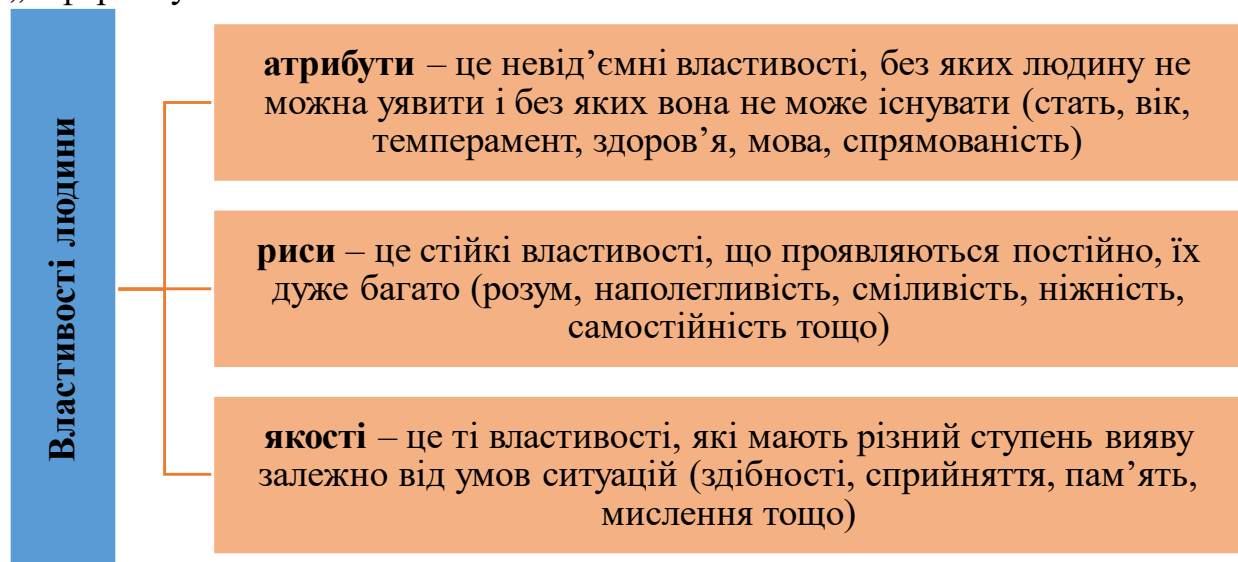 Властивості людини
атрибути – це невід’ємні властивості, без яких людину не
можна уявити і без яких вона не може існувати (стать, вік,
темперамент, здоров’я, мова, спрямованість)
риси – це стійкі властивості, що проявляються постійно, їх
дуже багато (розум, наполегливість, сміливість, ніжність,
самостійність тощо)
якості – це ті властивості, які мають різний ступень вияву
залежно від умов ситуацій (здібності, сприйняття, пам’ять,
мислення тощо)